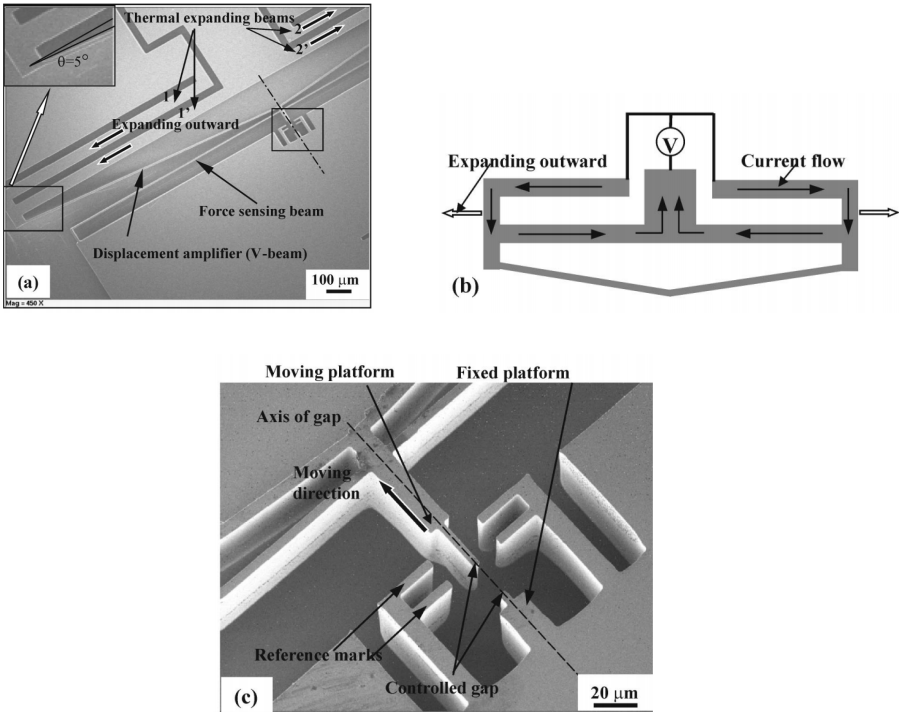 Thermal expanding beams
2
2'
θ=5°
1
1'
Expanding outward
Force sensing beam
Displacement amplifier (V-beam)
(a)
100 μm
Mag = 450 X
V
Expanding outward
Current flow
(b)
Moving platform
Fixed platform
Axis of gap
Moving
direction
Reference marks
Controlled gap
(c)
20 μm